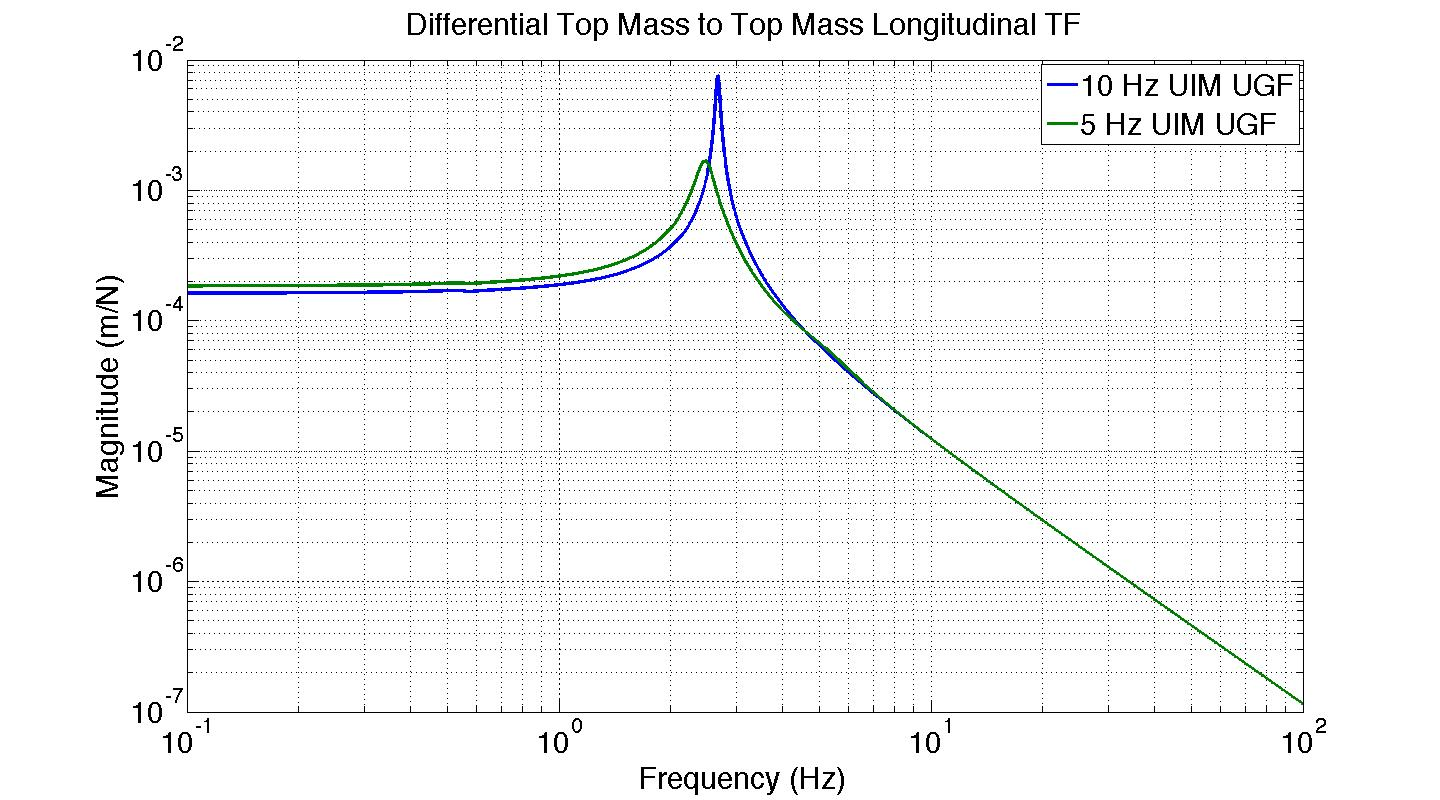 Differential Top Mass to Top Mass Longitudinal TF
10 Hz UIM UGF
5 Hz UIM UGF
Magnitude (m/N)
10^-2
10^-3
10^-4
10^-5
10^-6
10^-7
10^-1
10^0
10^1
10^2
Frequency (Hz)